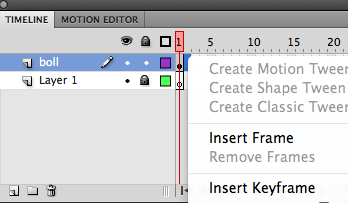 TIMELINE MOTION EDITOR
1 5 10 15 20
boll
Layer 1
Create Motion Tween
Create Shape Tween
Create Classic Tween
Insert Frame
Remove Frames
Insert Keyframe